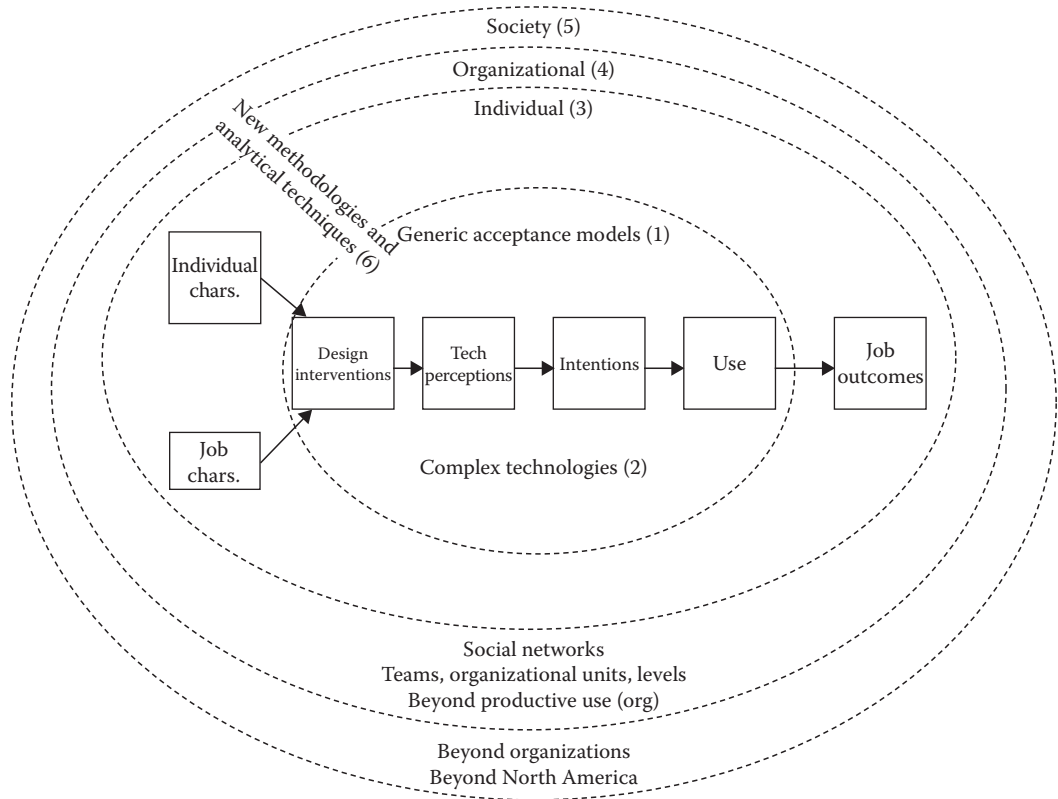 Society (5)
Organizational (4)
Individual (3)
New methodologies and
analytical techniques (6)
Generic acceptance models (1)
Individual
chars.
Design
interventions
Tech
perceptions
Intentions
Use
Job
outcomes
Job
chars.
Complex technologies (2)
Social networks
Teams, organizational units, levels
Beyond productive use (org)
Beyond organizations
Beyond North America